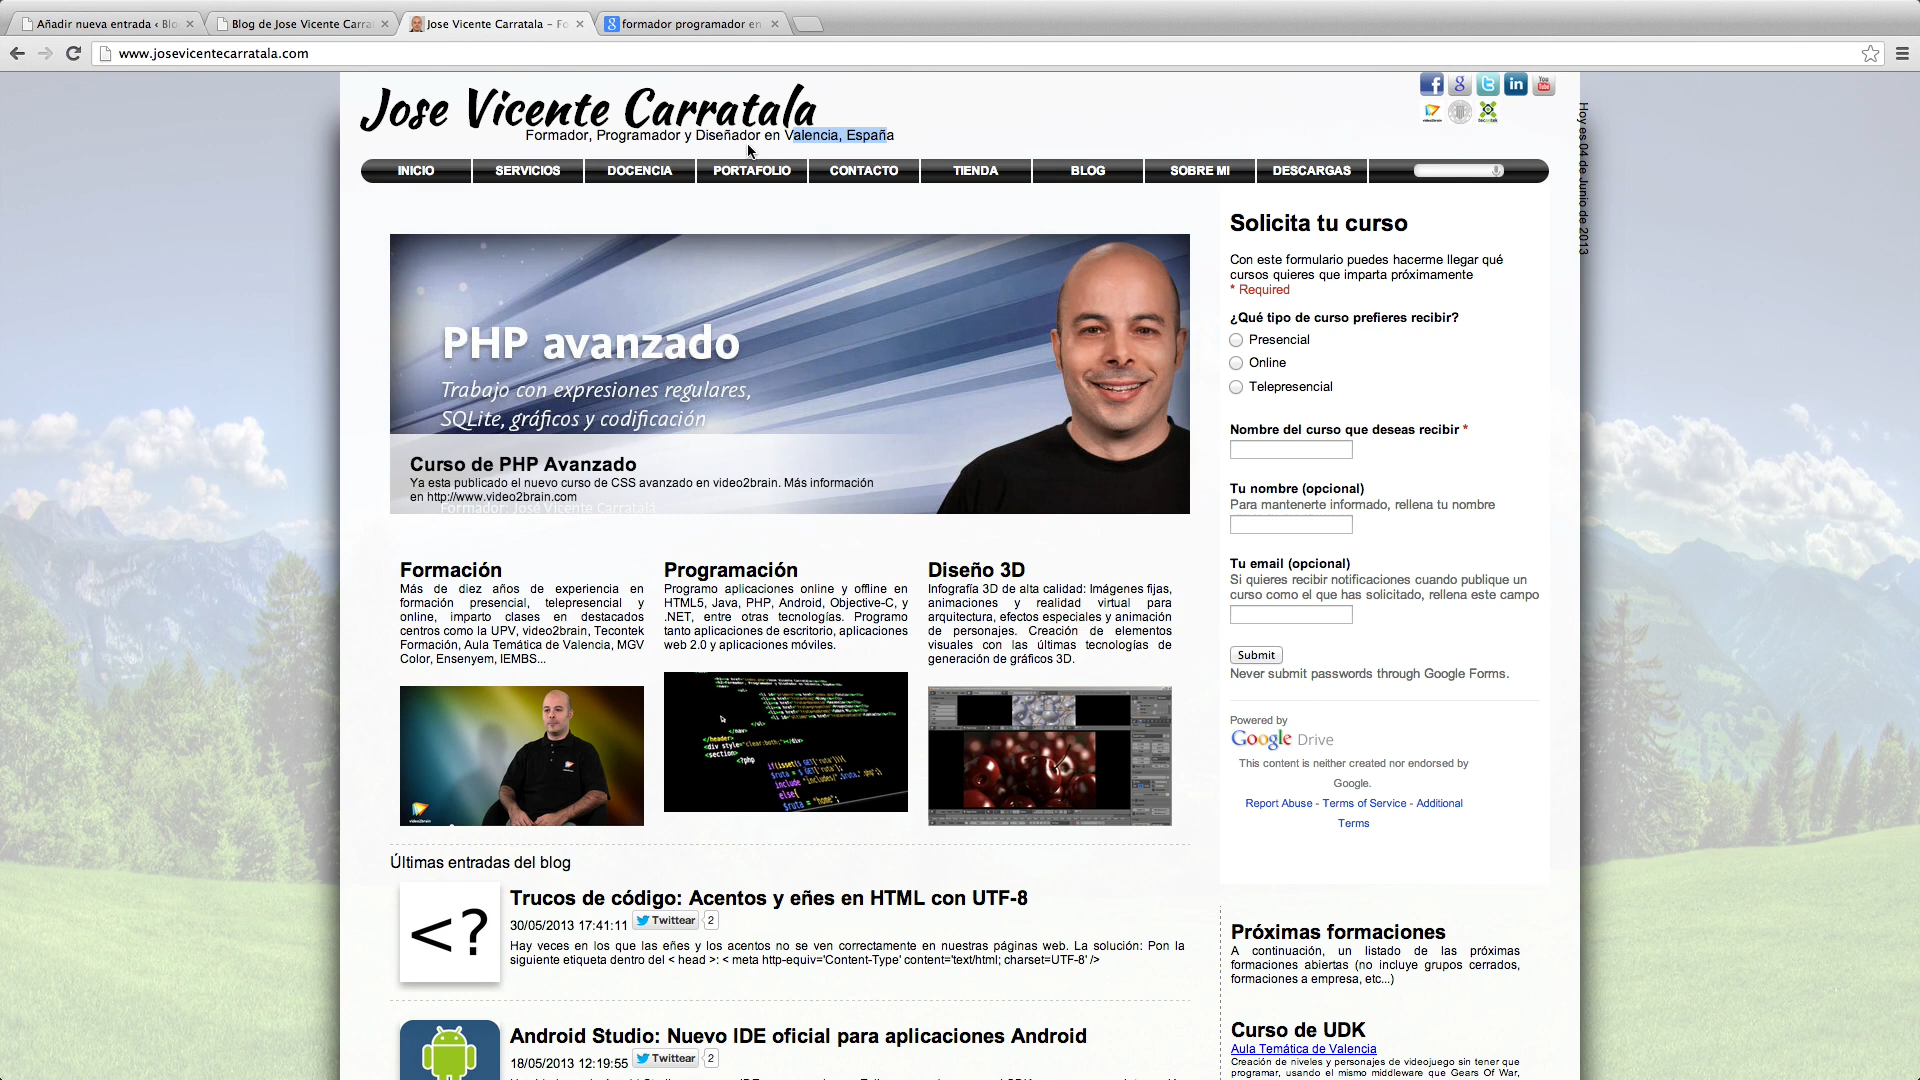 Añadir nueva entrada ‹ Blo
Blog de Jose Vicente Carrat
Jose Vicente Carratala – Fo
formador programador en
www.josevicentecarratala.com
Jose Vicente Carratala
Formador, Programador y Diseñador en Valencia, España
Hoy es 04 de Junio de 2013
INICIO
SERVICIOS
DOCENCIA
PORTAFOLIO
CONTACTO
TIENDA
BLOG
SOBRE MI
DESCARGAS
PHP avanzado
Trabajo con expresiones regulares,
SQLite, gráficos y codificación
Curso de PHP Avanzado
Ya esta publicado el nuevo curso de CSS avanzado en video2brain. Más información
en http://www.video2brain.com
Formador: José Vicente Carratalá
Formación
Más de diez años de experiencia en
formación presencial, telepresencial y
online, imparto clases en destacados
centros como la UPV, video2brain, Tecontek
Formación, Aula Temática de Valencia, MGV
Color, Ensenyem, IEMBS...
Programación
Programo aplicaciones online y offline en
HTML5, Java, PHP, Android, Objective-C, y
.NET, entre otras tecnologías. Programo
tanto aplicaciones de escritorio, aplicaciones
web 2.0 y aplicaciones móviles.
</nav>
</header>
<div style="clear:both;"></div>
<section>
<?php
else{
$ruta = "home";
Diseño 3D
Infografía 3D de alta calidad: Imágenes fijas,
animaciones y realidad virtual para
arquitectura, efectos especiales y animación
de personajes. Creación de elementos
visuales con las últimas tecnologías de
generación de gráficos 3D.
video2brain
Últimas entradas del blog
<?
Trucos de código: Acentos y eñes en HTML con UTF-8
30/05/2013 17:41:11 Twittear 2
Hay veces en los que las eñes y los acentos no se ven correctamente en nuestras páginas web. La solución: Pon la
siguiente etiqueta dentro del < head >: < meta http-equiv='Content-Type' content='text/html; charset=UTF-8' />
Android Studio: Nuevo IDE oficial para aplicaciones Android
18/05/2013 12:19:55 Twittear 2
Solicita tu curso
Con este formulario puedes hacerme llegar qué
cursos quieres que imparta próximamente
* Required
¿Qué tipo de curso prefieres recibir?
Presencial
Online
Telepresencial
Nombre del curso que deseas recibir *
Tu nombre (opcional)
Para mantenerte informado, rellena tu nombre
Tu email (opcional)
Si quieres recibir notificaciones cuando publique un
curso como el que has solicitado, rellena este campo
Submit
Never submit passwords through Google Forms.
Powered by
Google Drive
This content is neither created nor endorsed by
Google.
Report Abuse - Terms of Service - Additional
Terms
Próximas formaciones
A continuación, un listado de las próximas
formaciones abiertas (no incluye grupos cerrados,
formaciones a empresa, etc...)
Curso de UDK
Aula Temática de Valencia
Creación de niveles y personajes de videojuego sin tener que
programar, usando el mismo middleware que Gears Of War,